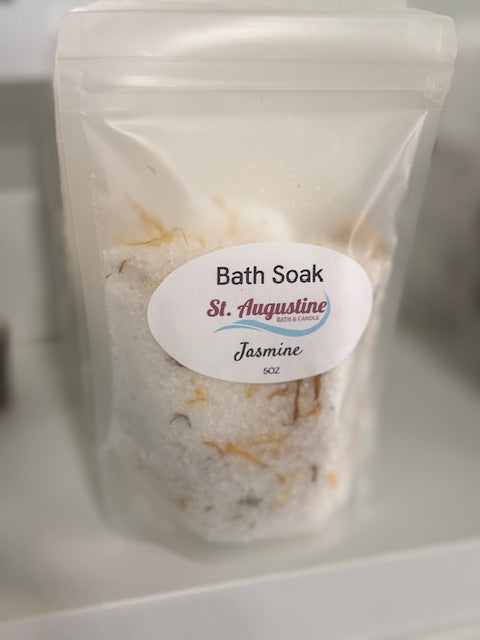 Bath Soak
St. Augustine
BATH & CANDLE
Jasmine
5OZ